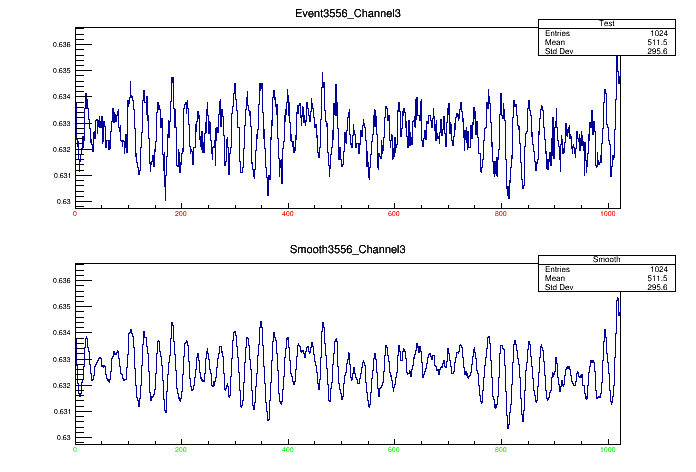 Event3556_Channel3
Test
Entries 1024
Mean 511.5
Std Dev 295.6
0.636
0.635
0.634
0.633
0.632
0.631
0.63
0 200 400 600 800 1000
Smooth3556_Channel3
Smooth
Entries 1024
Mean 511.5
Std Dev 295.6
0.636
0.635
0.634
0.633
0.632
0.631
0.63
0 200 400 600 800 1000